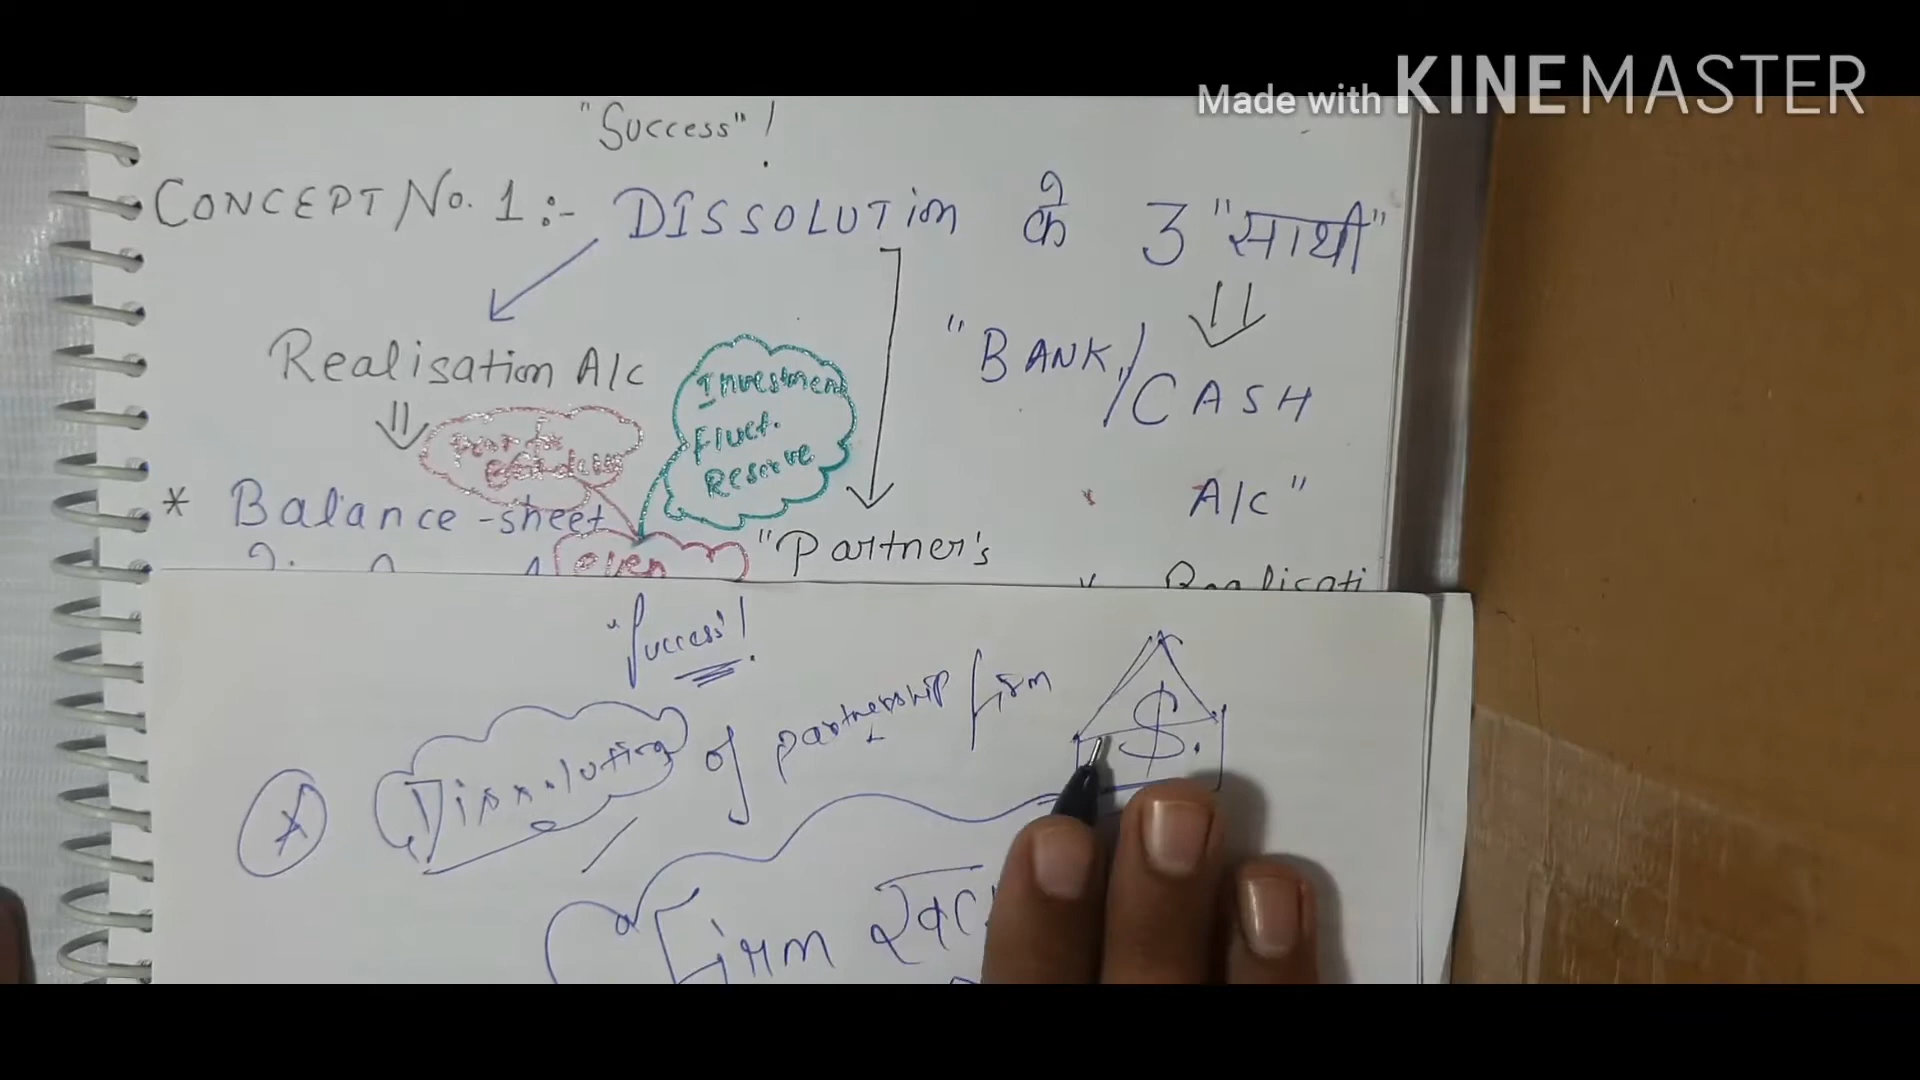 Made with KINEMASTER
"Success"!
CONCEPT No. 1:- DISSOLUTION के 3 "साथी"
Realisation A/c
"BANK/CASH
A/c"
Investment
Fluct.
Reserve
* Balance-sheet
even
"Partner's
"Success"!
Dissolution of partnership firm
$
Firm